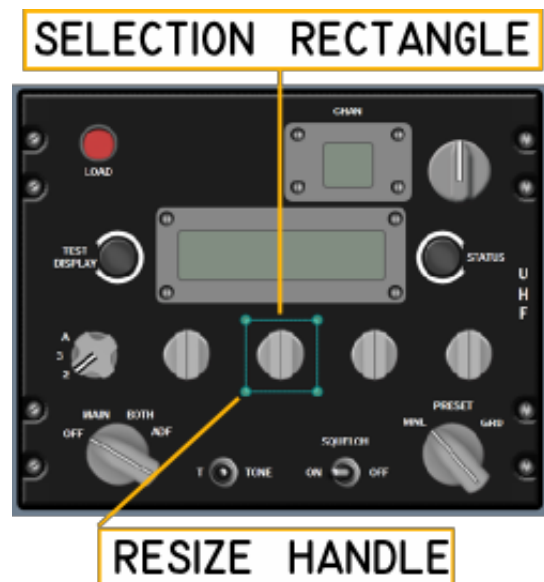 SELECTION RECTANGLE
CHAN
LOAD
TEST
DISPLAY
STATUS
U
H
F
A
3
2
OFF MAIN BOTH ADF
T TONE
SQUELCH
ON OFF
MNL PRESET GRD
RESIZE HANDLE